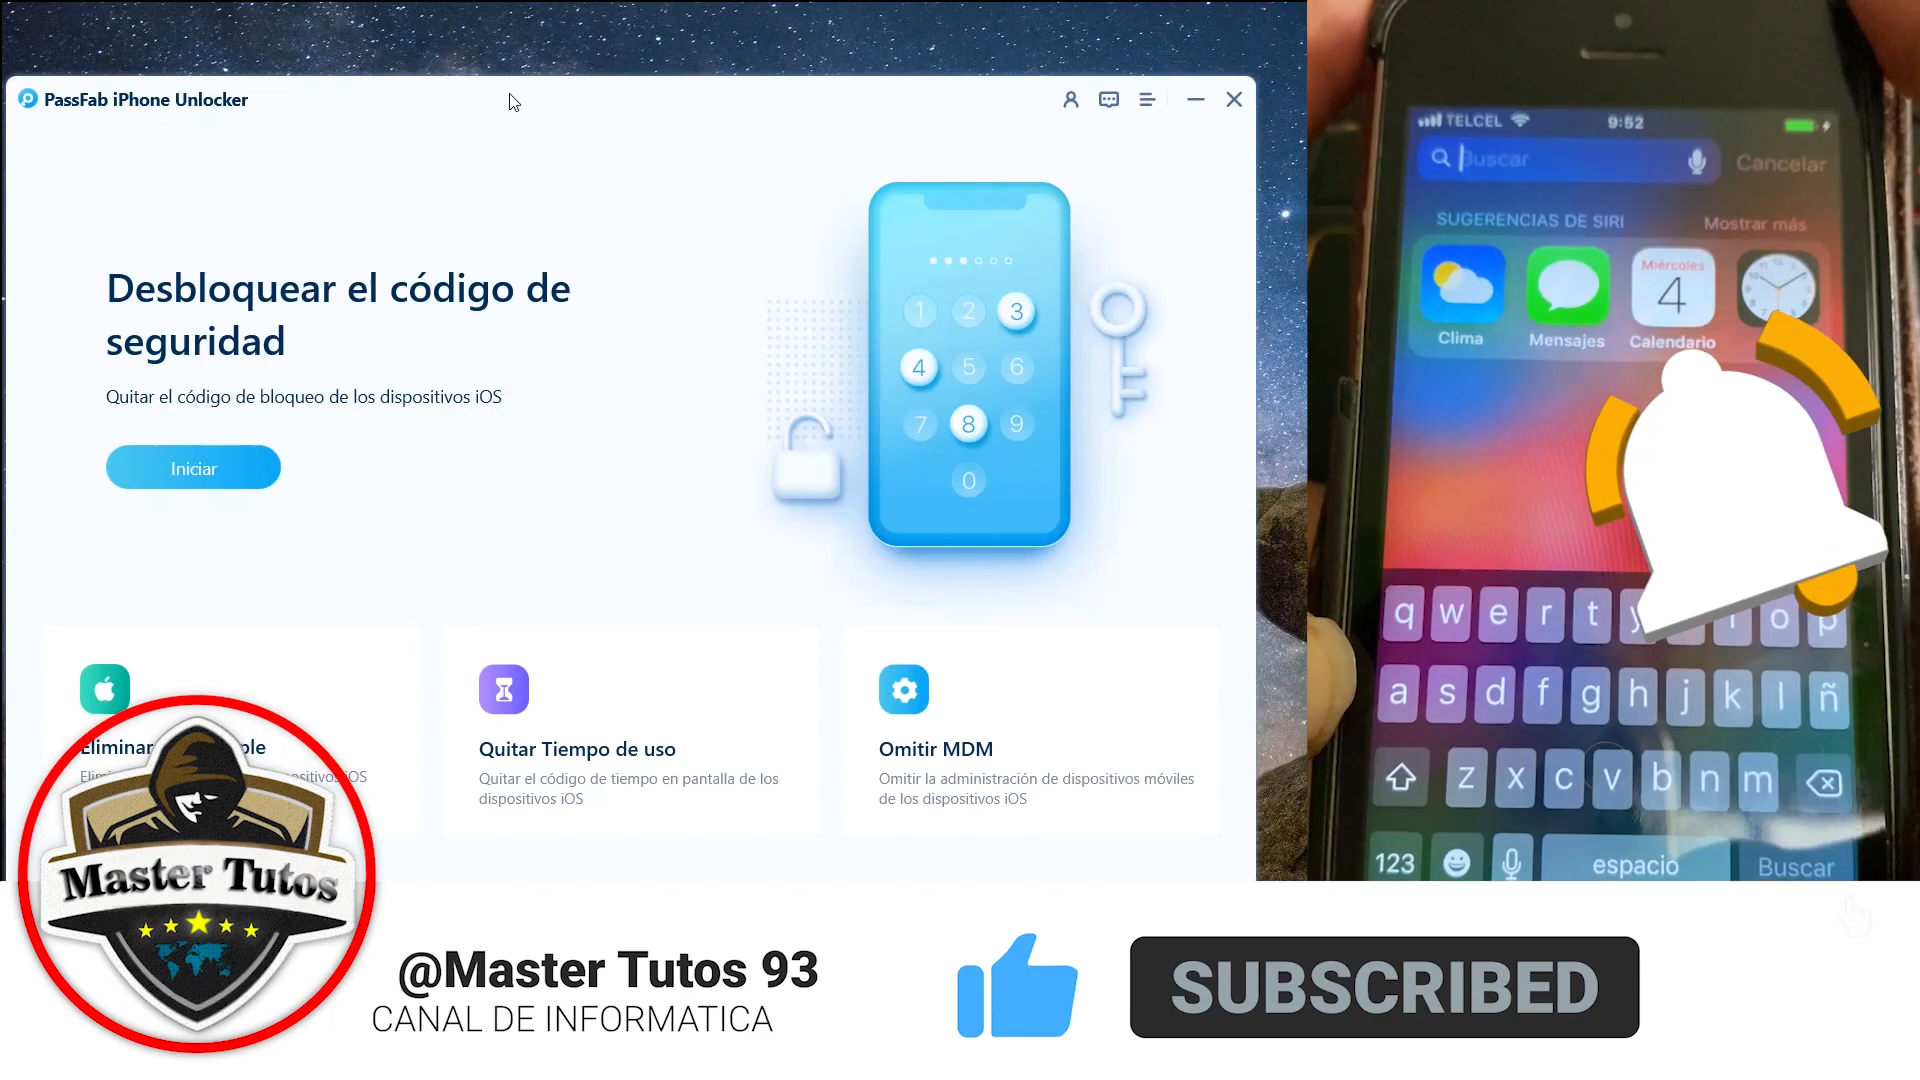 PassFab iPhone Unlocker
Desbloquear el código de
seguridad
Quitar el código de bloqueo de los dispositivos iOS
Iniciar
1 2 3
4 5 6
7 8 9
0
Quitar Tiempo de uso
Quitar el código de tiempo en pantalla de los
dispositivos iOS
Omitir MDM
Omitir la administración de dispositivos móviles
de los dispositivos iOS
Master Tutos
@Master Tutos 93
CANAL DE INFORMATICA
SUBSCRIBED
TELCEL 9:52
Buscar Cancelar
SUGERENCIAS DE SIRI Mostrar más
Miércoles
4
Clima Mensajes Calendario
q w e r t y o p
a s d f g h j k l ñ
z x c v b n m
123 espacio Buscar